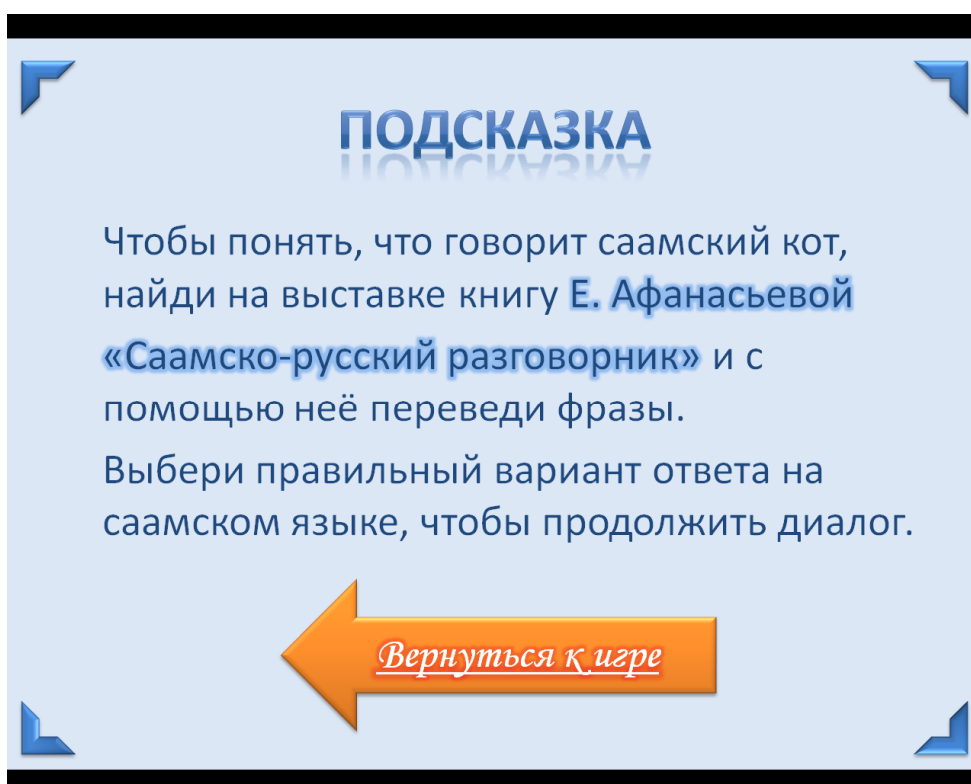 ПОДСКАЗКА
Чтобы понять, что говорит саамский кот,
найди на выставке книгу Е. Афанасьевой
«Саамско-русский разговорник» и с
помощью неё переведи фразы.
Выбери правильный вариант ответа на
саамском языке, чтобы продолжить диалог.
Вернуться к игре